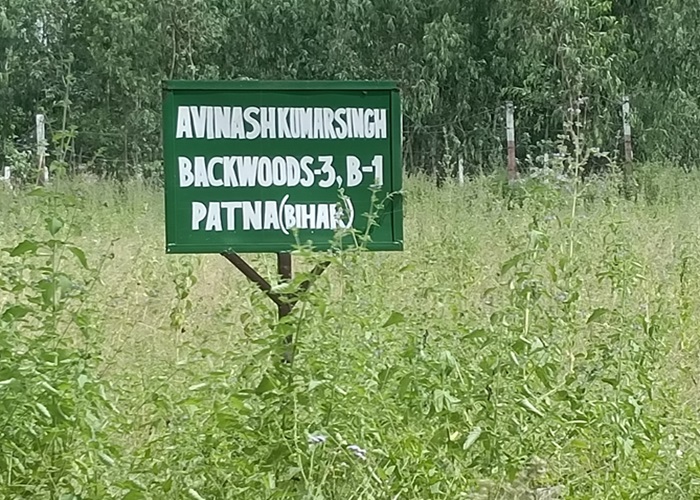 AVINASH KUMAR SINGH
BACKWOODS-3, B-1
PATNA (BIHAR)